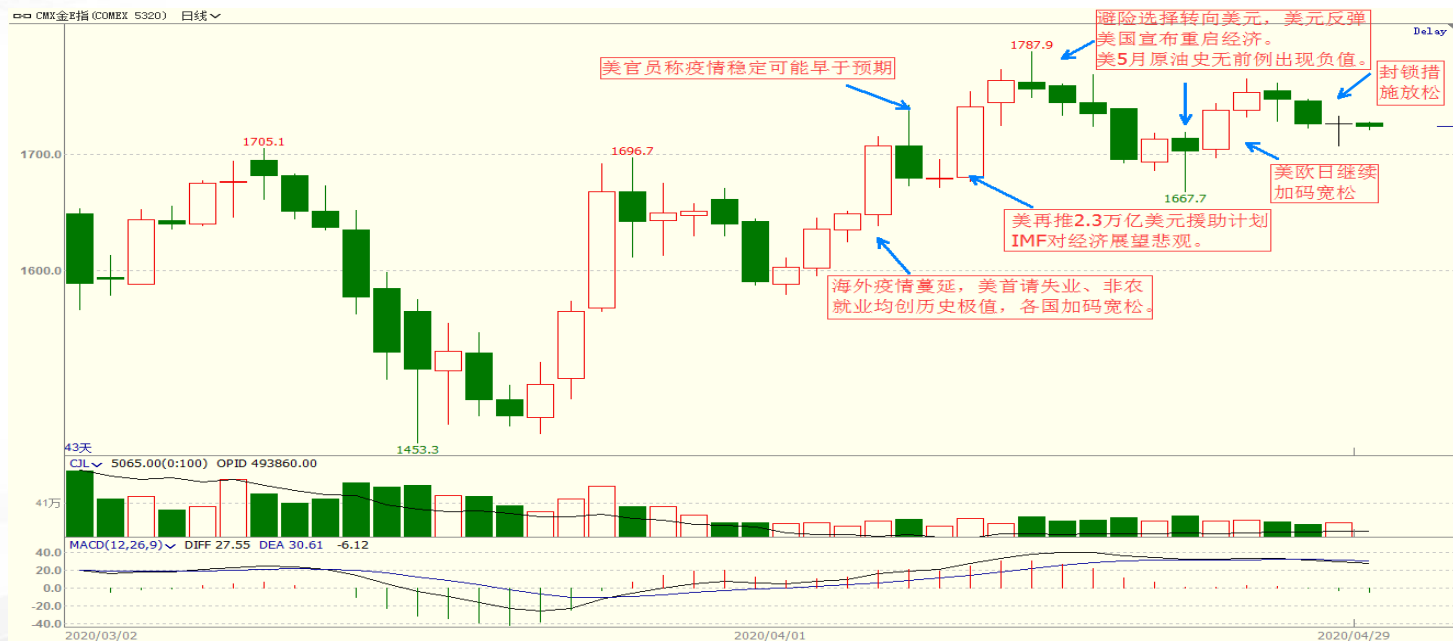 CMX金E指(COMEX 5320) 日线
Delay
避险选择转向美元，美元反弹
美国宣布重启经济。
美5月原油史无前例出现负值。
1787.9
美官员称疫情稳定可能早于预期
封锁措
施放松
1705.1
1696.7
1700.0
美欧日继续
加码宽松
1667.7
美再推2.3万亿美元援助计划
IMF对经济展望悲观。
1600.0
海外疫情蔓延，美首请失业、非农
就业均创历史极值，各国加码宽松。
43天
1453.3
CJL 5065.00(0:100) OPID 493860.00
41万
MACD(12,26,9) DIFF 27.55 DEA 30.61 -6.12
40.0
20.0
0.0
-20.0
-40.0
2020/03/02
2020/04/01
2020/04/29